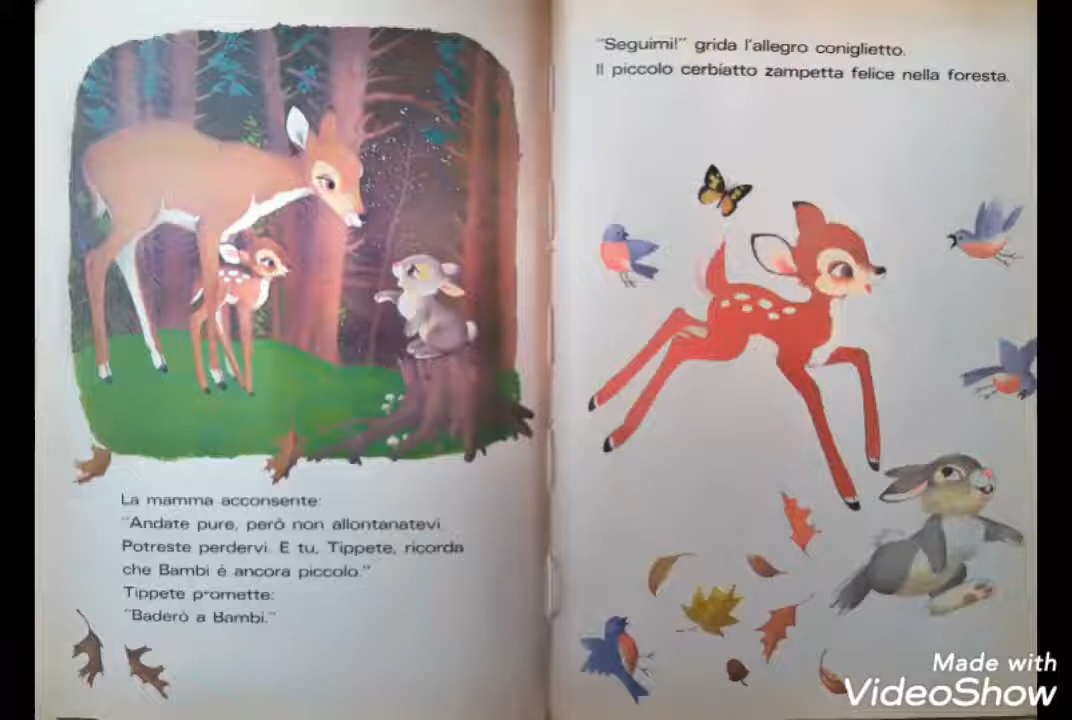 La mamma acconsente:
"Andate pure, però non allontanatevi.
Potreste perdervi. E tu, Tippete, ricorda
che Bambi è ancora piccolo."
Tippete promette:
"Baderò a Bambi."
"Seguimi!" grida l'allegro coniglietto.
Il piccolo cerbiatto zampetta felice nella foresta.
Made with
VideoShow